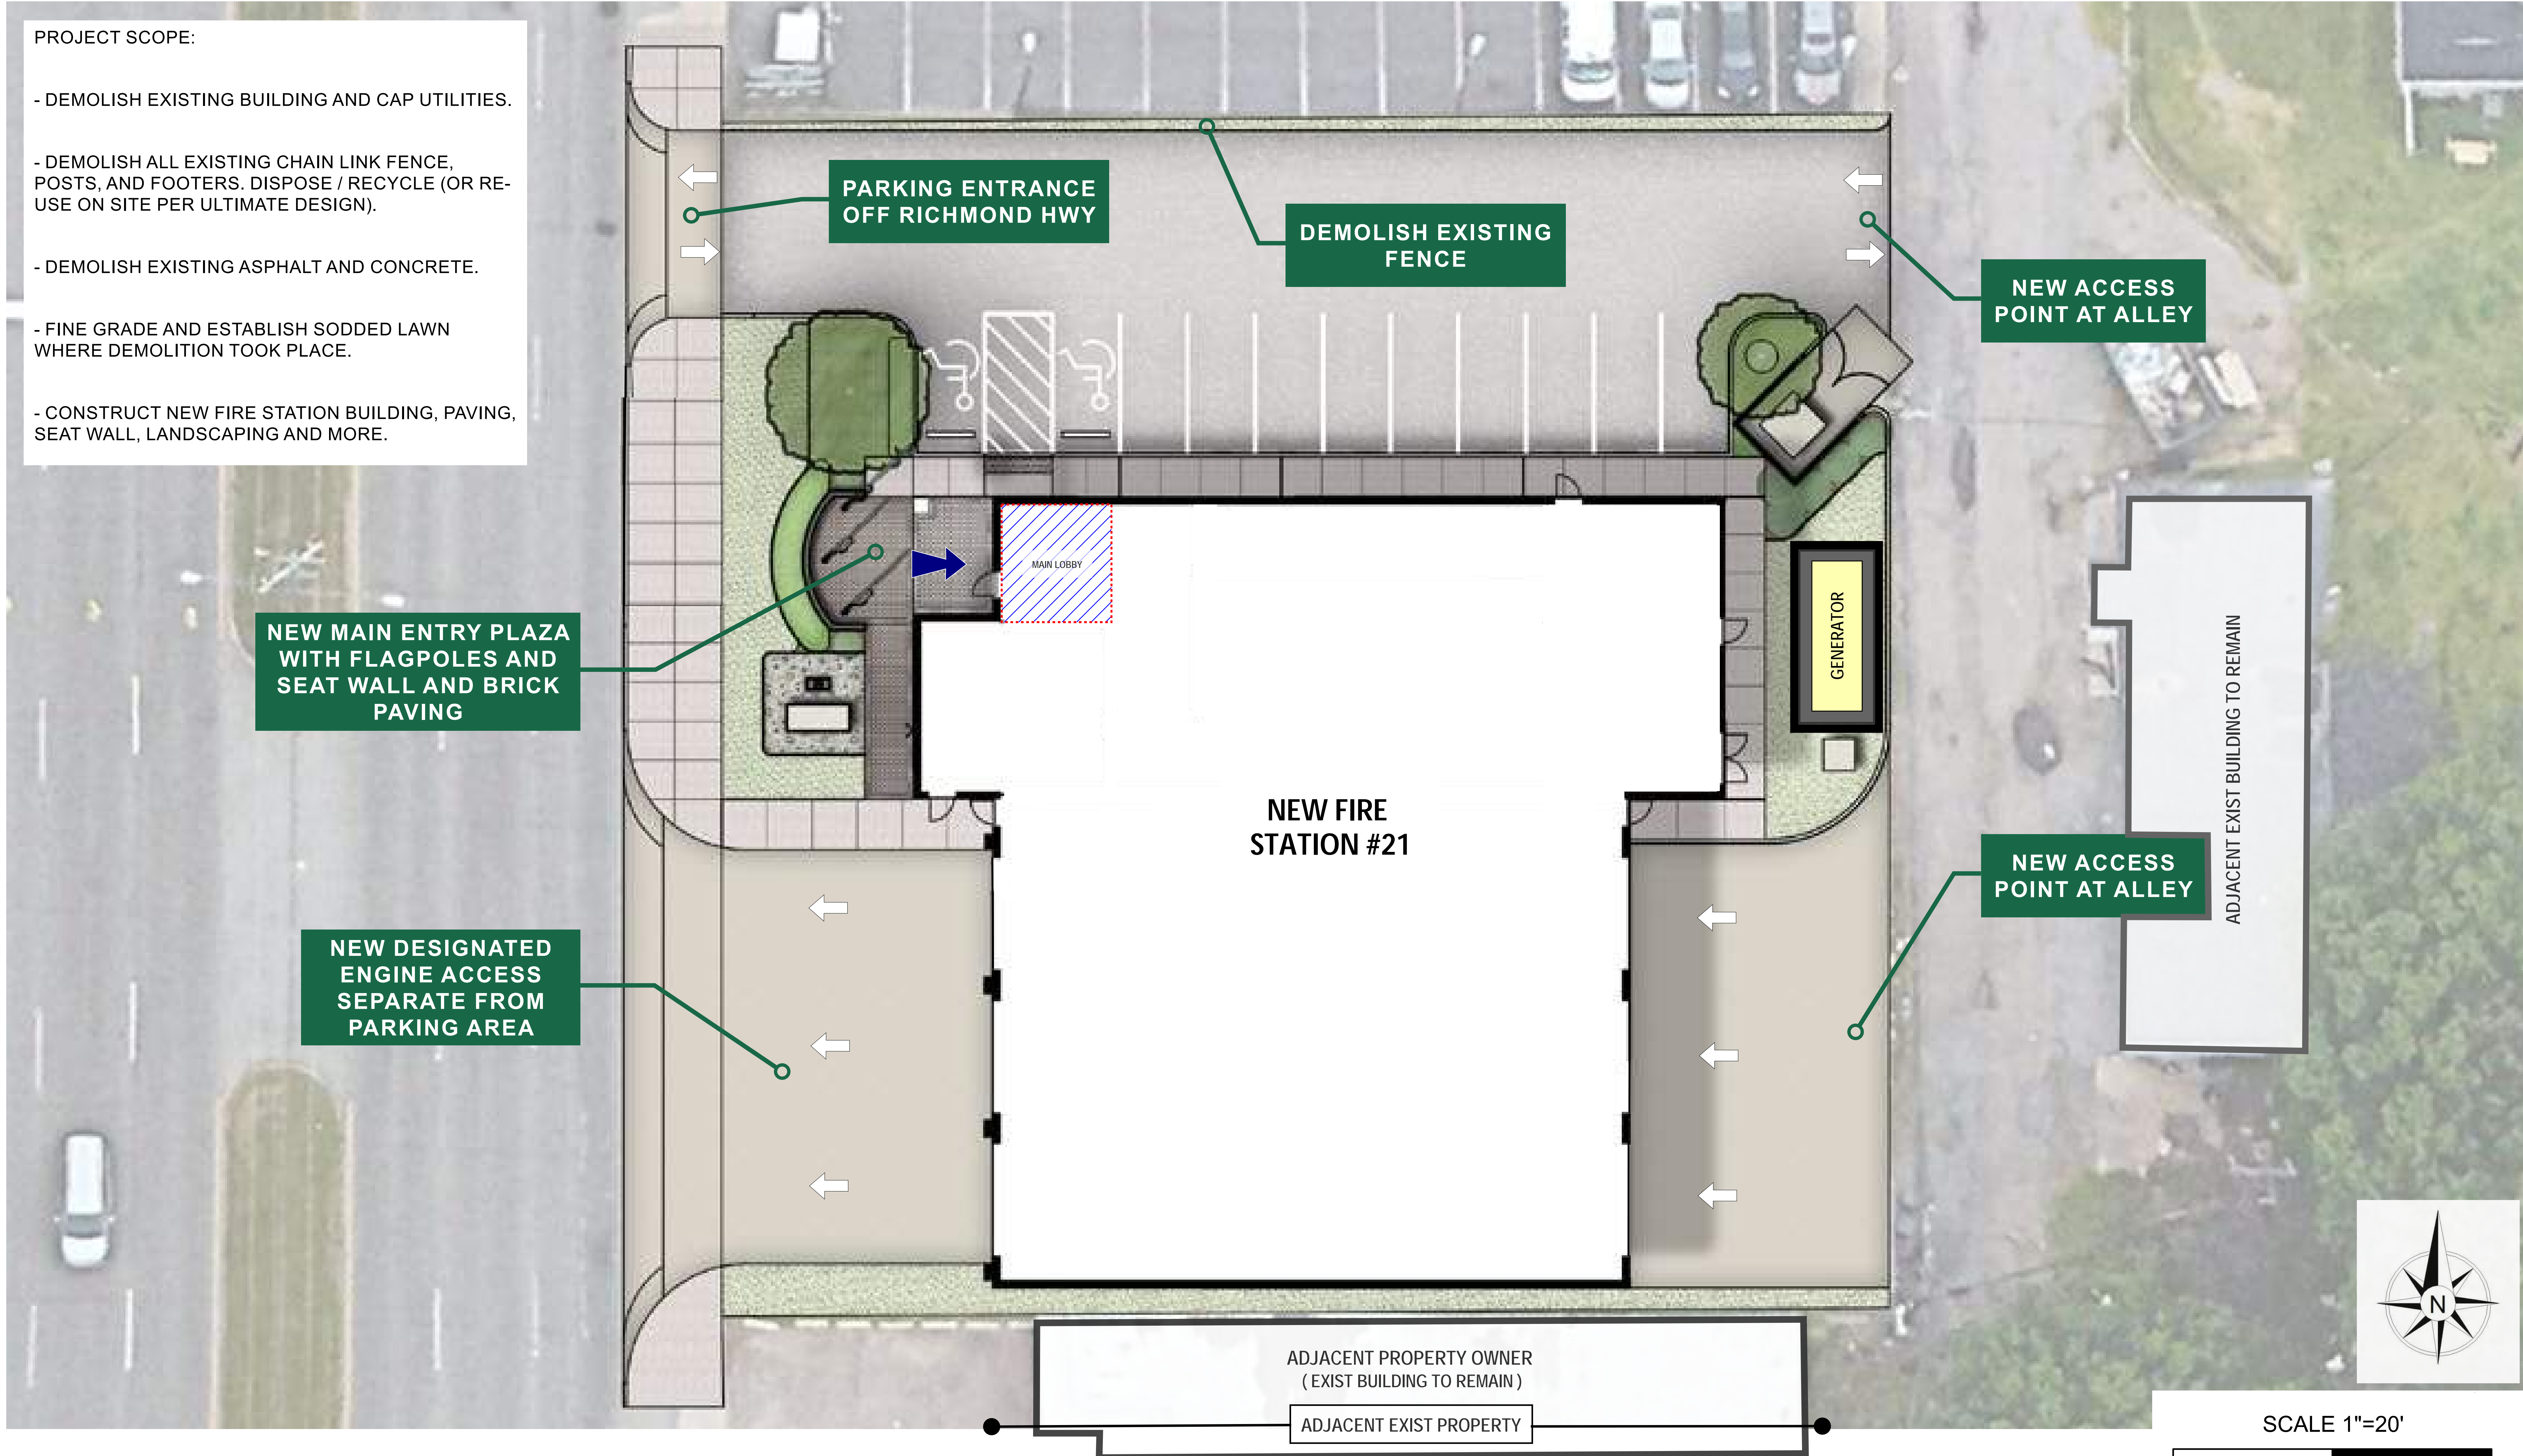 PROJECT SCOPE:
- DEMOLISH EXISTING BUILDING AND CAP UTILITIES.
- DEMOLISH ALL EXISTING CHAIN LINK FENCE,
POSTS, AND FOOTERS. DISPOSE / RECYCLE (OR RE-
USE ON SITE PER ULTIMATE DESIGN).
- DEMOLISH EXISTING ASPHALT AND CONCRETE.
- FINE GRADE AND ESTABLISH SODDED LAWN
WHERE DEMOLITION TOOK PLACE.
- CONSTRUCT NEW FIRE STATION BUILDING, PAVING,
SEAT WALL, LANDSCAPING AND MORE.
PARKING ENTRANCE
OFF RICHMOND HWY
DEMOLISH EXISTING
FENCE
NEW ACCESS
POINT AT ALLEY
MAIN LOBBY
NEW MAIN ENTRY PLAZA
WITH FLAGPOLES AND
SEAT WALL AND BRICK
PAVING
GENERATOR
ADJACENT EXIST BUILDING TO REMAIN
NEW FIRE
STATION #21
NEW ACCESS
POINT AT ALLEY
NEW DESIGNATED
ENGINE ACCESS
SEPARATE FROM
PARKING AREA
N
ADJACENT PROPERTY OWNER
( EXIST BUILDING TO REMAIN )
ADJACENT EXIST PROPERTY
SCALE 1"=20'